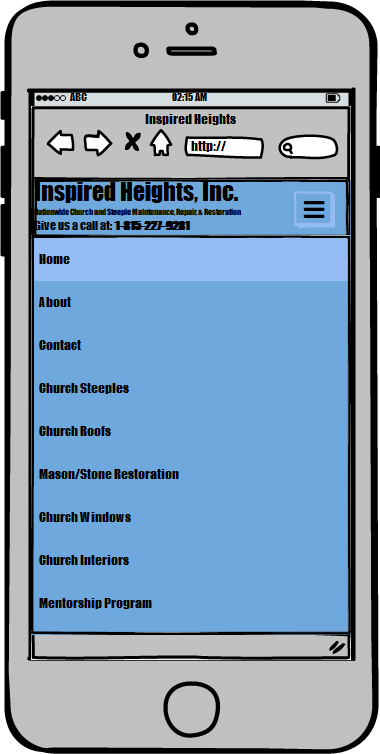 ABC 02:15 AM
Inspired Heights
http://
Inspired Heights, Inc.
Nationwide Church and Steeple Maintenance, Repair, & Restoration
Give us a call at: 1-815-227-9281
Home
About
Contact
Church Steeples
Church Roofs
Mason/Stone Restoration
Church Windows
Church Interiors
Mentorship Program